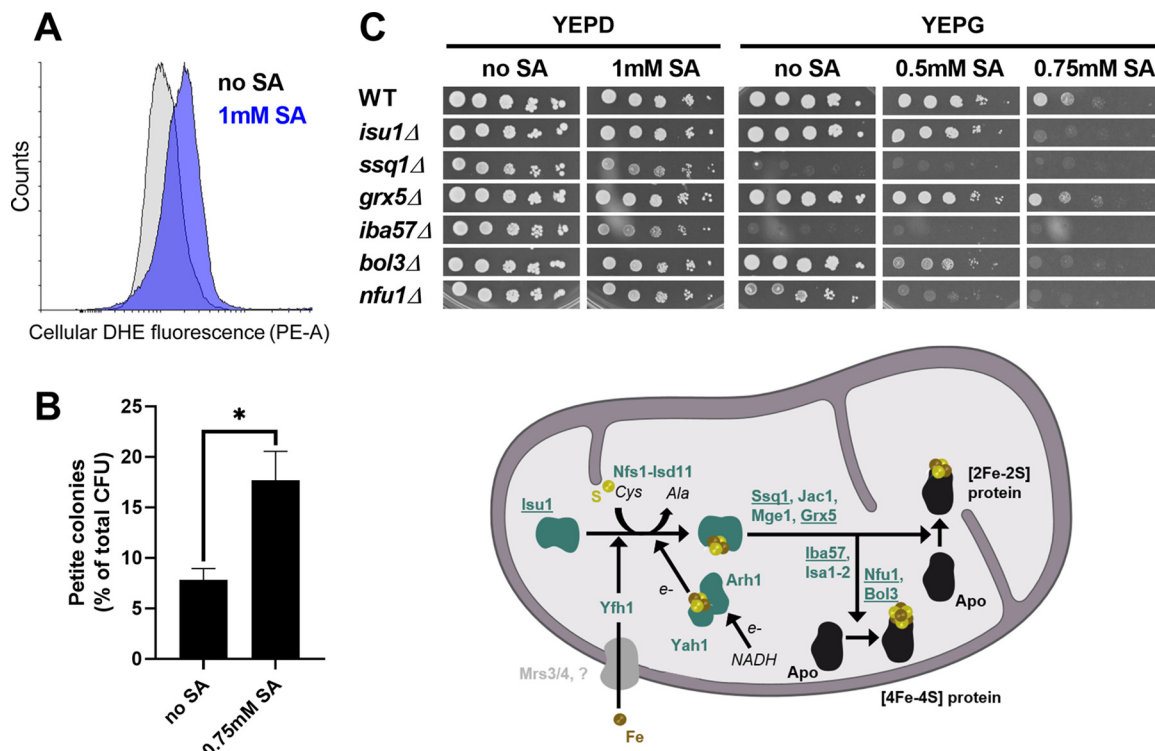 A
no SA
1mM SA
Counts
Cellular DHE fluorescence (PE-A)
B
Petite colonies
(% of total CFU)
25
20
15
10
5
0
*
no SA
0.75mM SA
C
YEPD
YEPG
no SA
1mM SA
no SA
0.5mM SA
0.75mM SA
WT
isu1Δ
ssq1Δ
grx5Δ
iba57Δ
bol3Δ
nfu1Δ
Nfs1-Isd11
S
Cys
Ala
Isu1
Ssq1, Jac1,
Mge1, Grx5
[2Fe-2S]
protein
Iba57,
Isa1-2
Nfu1,
Bol3
Apo
Arh1
e-
Yfh1
e-
Yah1
NADH
Apo
Mrs3/4, ?
[4Fe-4S] protein
Fe